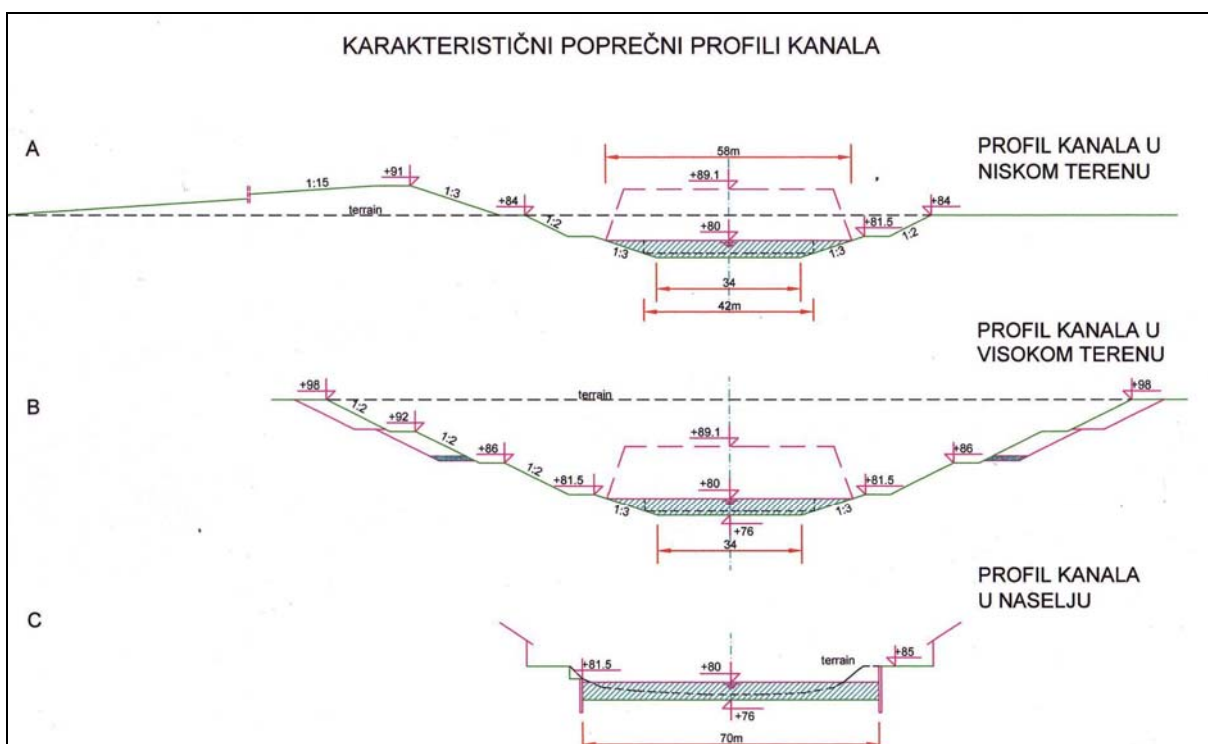 KARAKTERISTIČNI POPREČNI PROFILI KANALA
A
PROFIL KANALA U
NISKOM TERENU
58m
+91
+89.1
1:15
1:3
+84
+84
terrain
1:2
+80
+81.5
1:2
1:3
1:3
34
42m
PROFIL KANALA U
VISOKOM TERENU
B
+98
terrain
+98
1:2
+92
+89.1
1:2
+86
+86
1:2
+81.5
+80
+81.5
1:3
1:3
+76
34
PROFIL KANALA
U NASELJU
C
+81.5
+80
terrain
+85
+76
70m